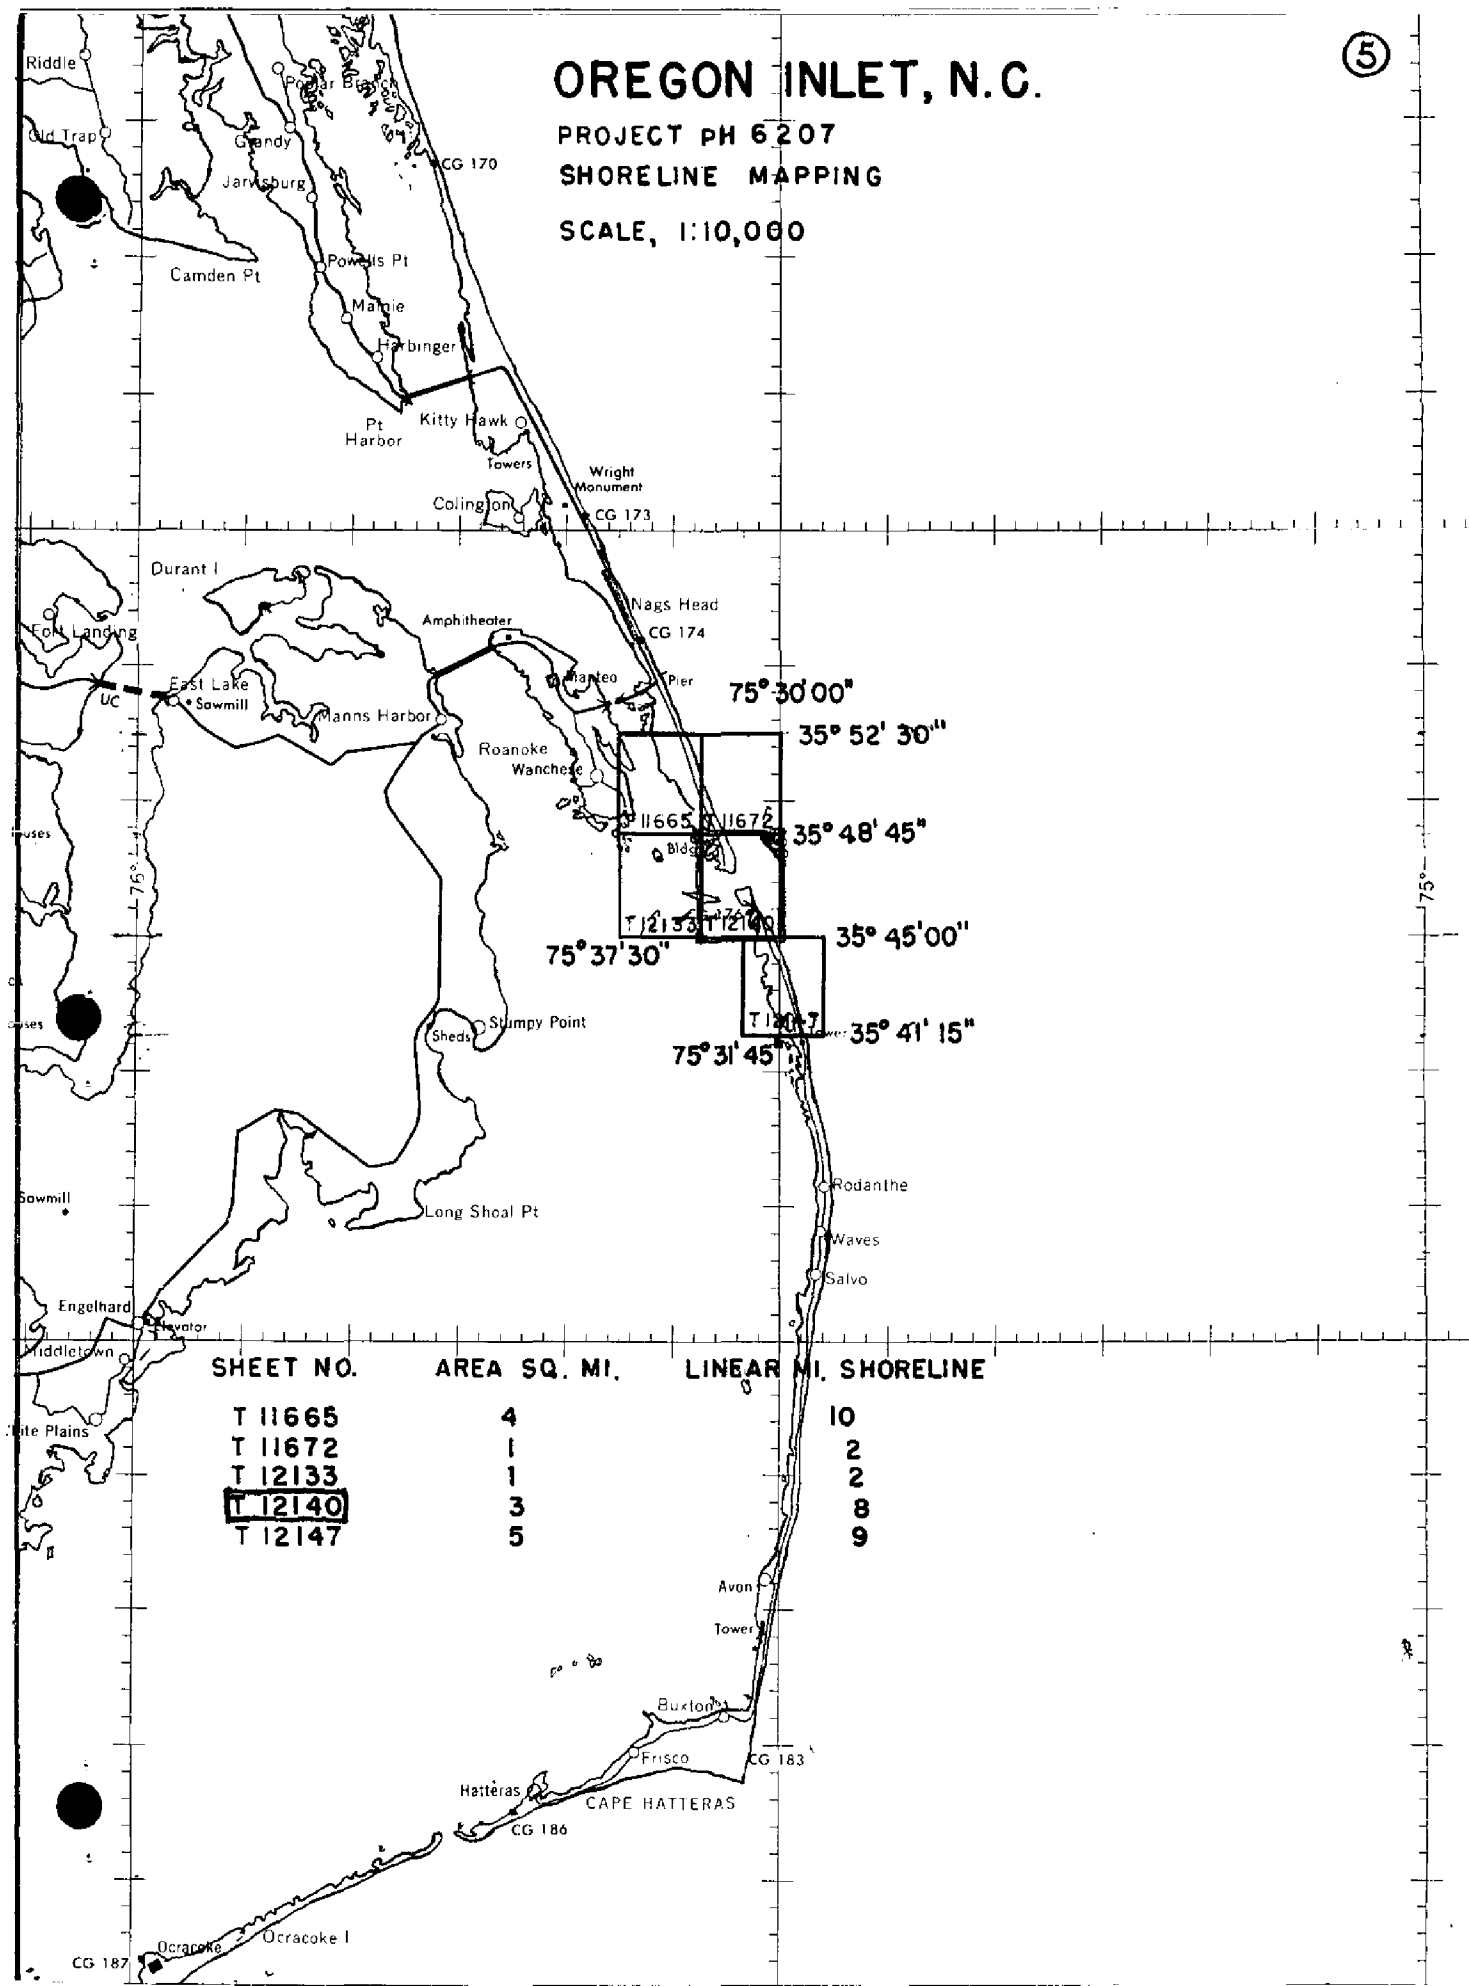 5
OREGON INLET, N.C.
PROJECT PH 6207
SHORELINE MAPPING
SCALE, 1:10,000
Riddle
Poplar Branch
Old Trap
Grandy
CG 170
Jarvisburg
Camden Pt
Powells Pt
Mamie
Harbinger
Pt
Harbor
Kitty Hawk
Towers
Wright
Monument
Colington
CG 173
Durant I
Nags Head
Amphitheater
CG 174
Fort Landing
East Lake
UC
Sawmill
Manteo
Pier
Manns Harbor
75° 30' 00"
35° 52' 30"
Roanoke
Wanchese
T 11665
T 11672
35° 48' 45"
Bldg
76°
75°
T 12133
T 12140
35° 45' 00"
75° 37' 30"
Stumpy Point
Sheds
T 12147
35° 41' 15"
75° 31' 45"
Rodanthe
Sawmill
Long Shoal Pt
Waves
Salvo
Engelhard
Elevator
Middletown
SHEET NO. AREA SQ. MI. LINEAR MI. SHORELINE
T 11665 4 10
T 11672 1 2
T 12133 1 2
T 12140 3 8
T 12147 5 9
Plains
Avon
Tower
Buxton
Frisco
CG 183
Hatteras
CAPE HATTERAS
CG 186
Ocracoke I
Ocracoke
CG 187